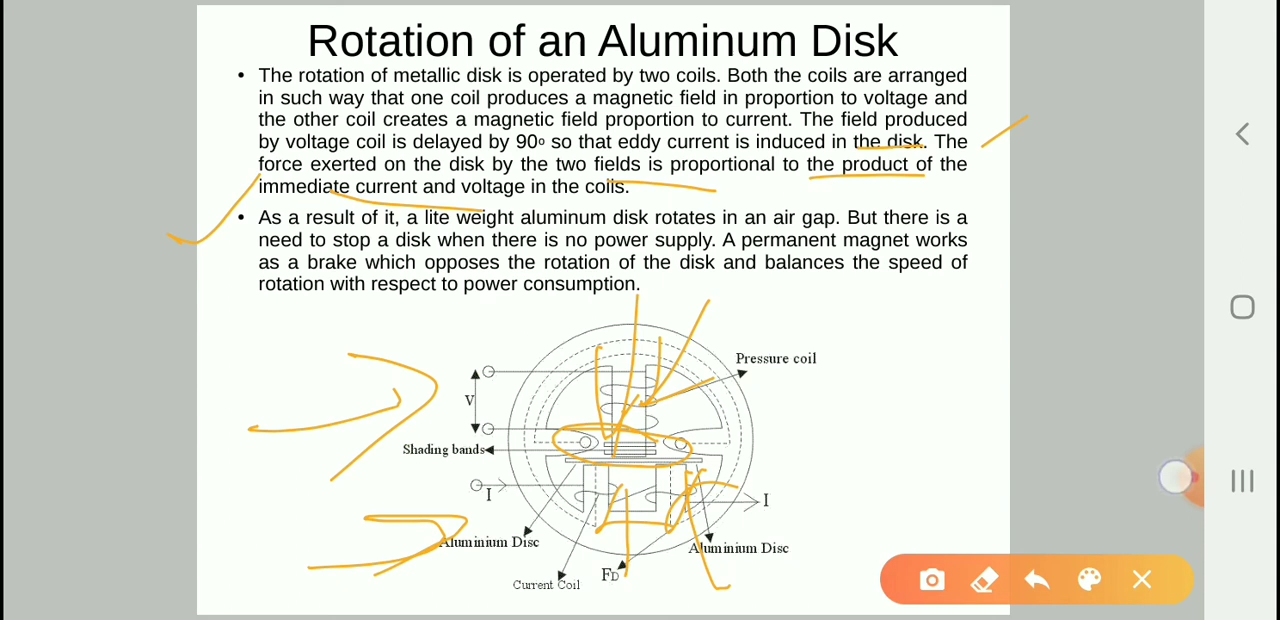 Rotation of an Aluminum Disk
• The rotation of metallic disk is operated by two coils. Both the coils are arranged
in such way that one coil produces a magnetic field in proportion to voltage and
the other coil creates a magnetic field proportion to current. The field produced
by voltage coil is delayed by 90º so that eddy current is induced in the disk. The
force exerted on the disk by the two fields is proportional to the product of the
immediate current and voltage in the coils.
• As a result of it, a lite weight aluminum disk rotates in an air gap. But there is a
need to stop a disk when there is no power supply. A permanent magnet works
as a brake which opposes the rotation of the disk and balances the speed of
rotation with respect to power consumption.
Pressure coil
V
Shading bands
I
I
Aluminium Disc
Aluminium Disc
Current Coil
FD